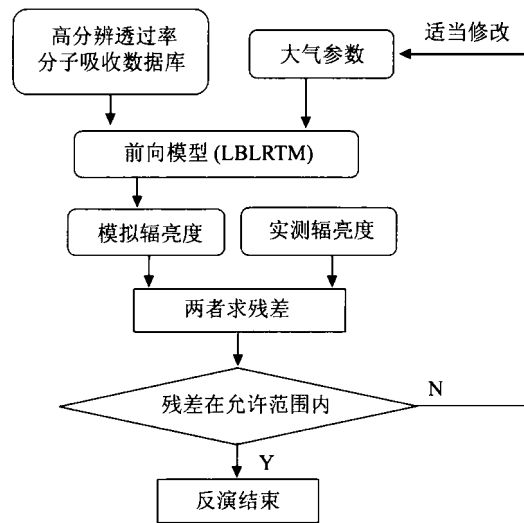 高分辨透过率
分子吸收数据库
大气参数
适当修改
前向模型 (LBLRTM)
模拟辐亮度
实测辐亮度
两者求残差
残差在允许范围内
N
Y
反演结束